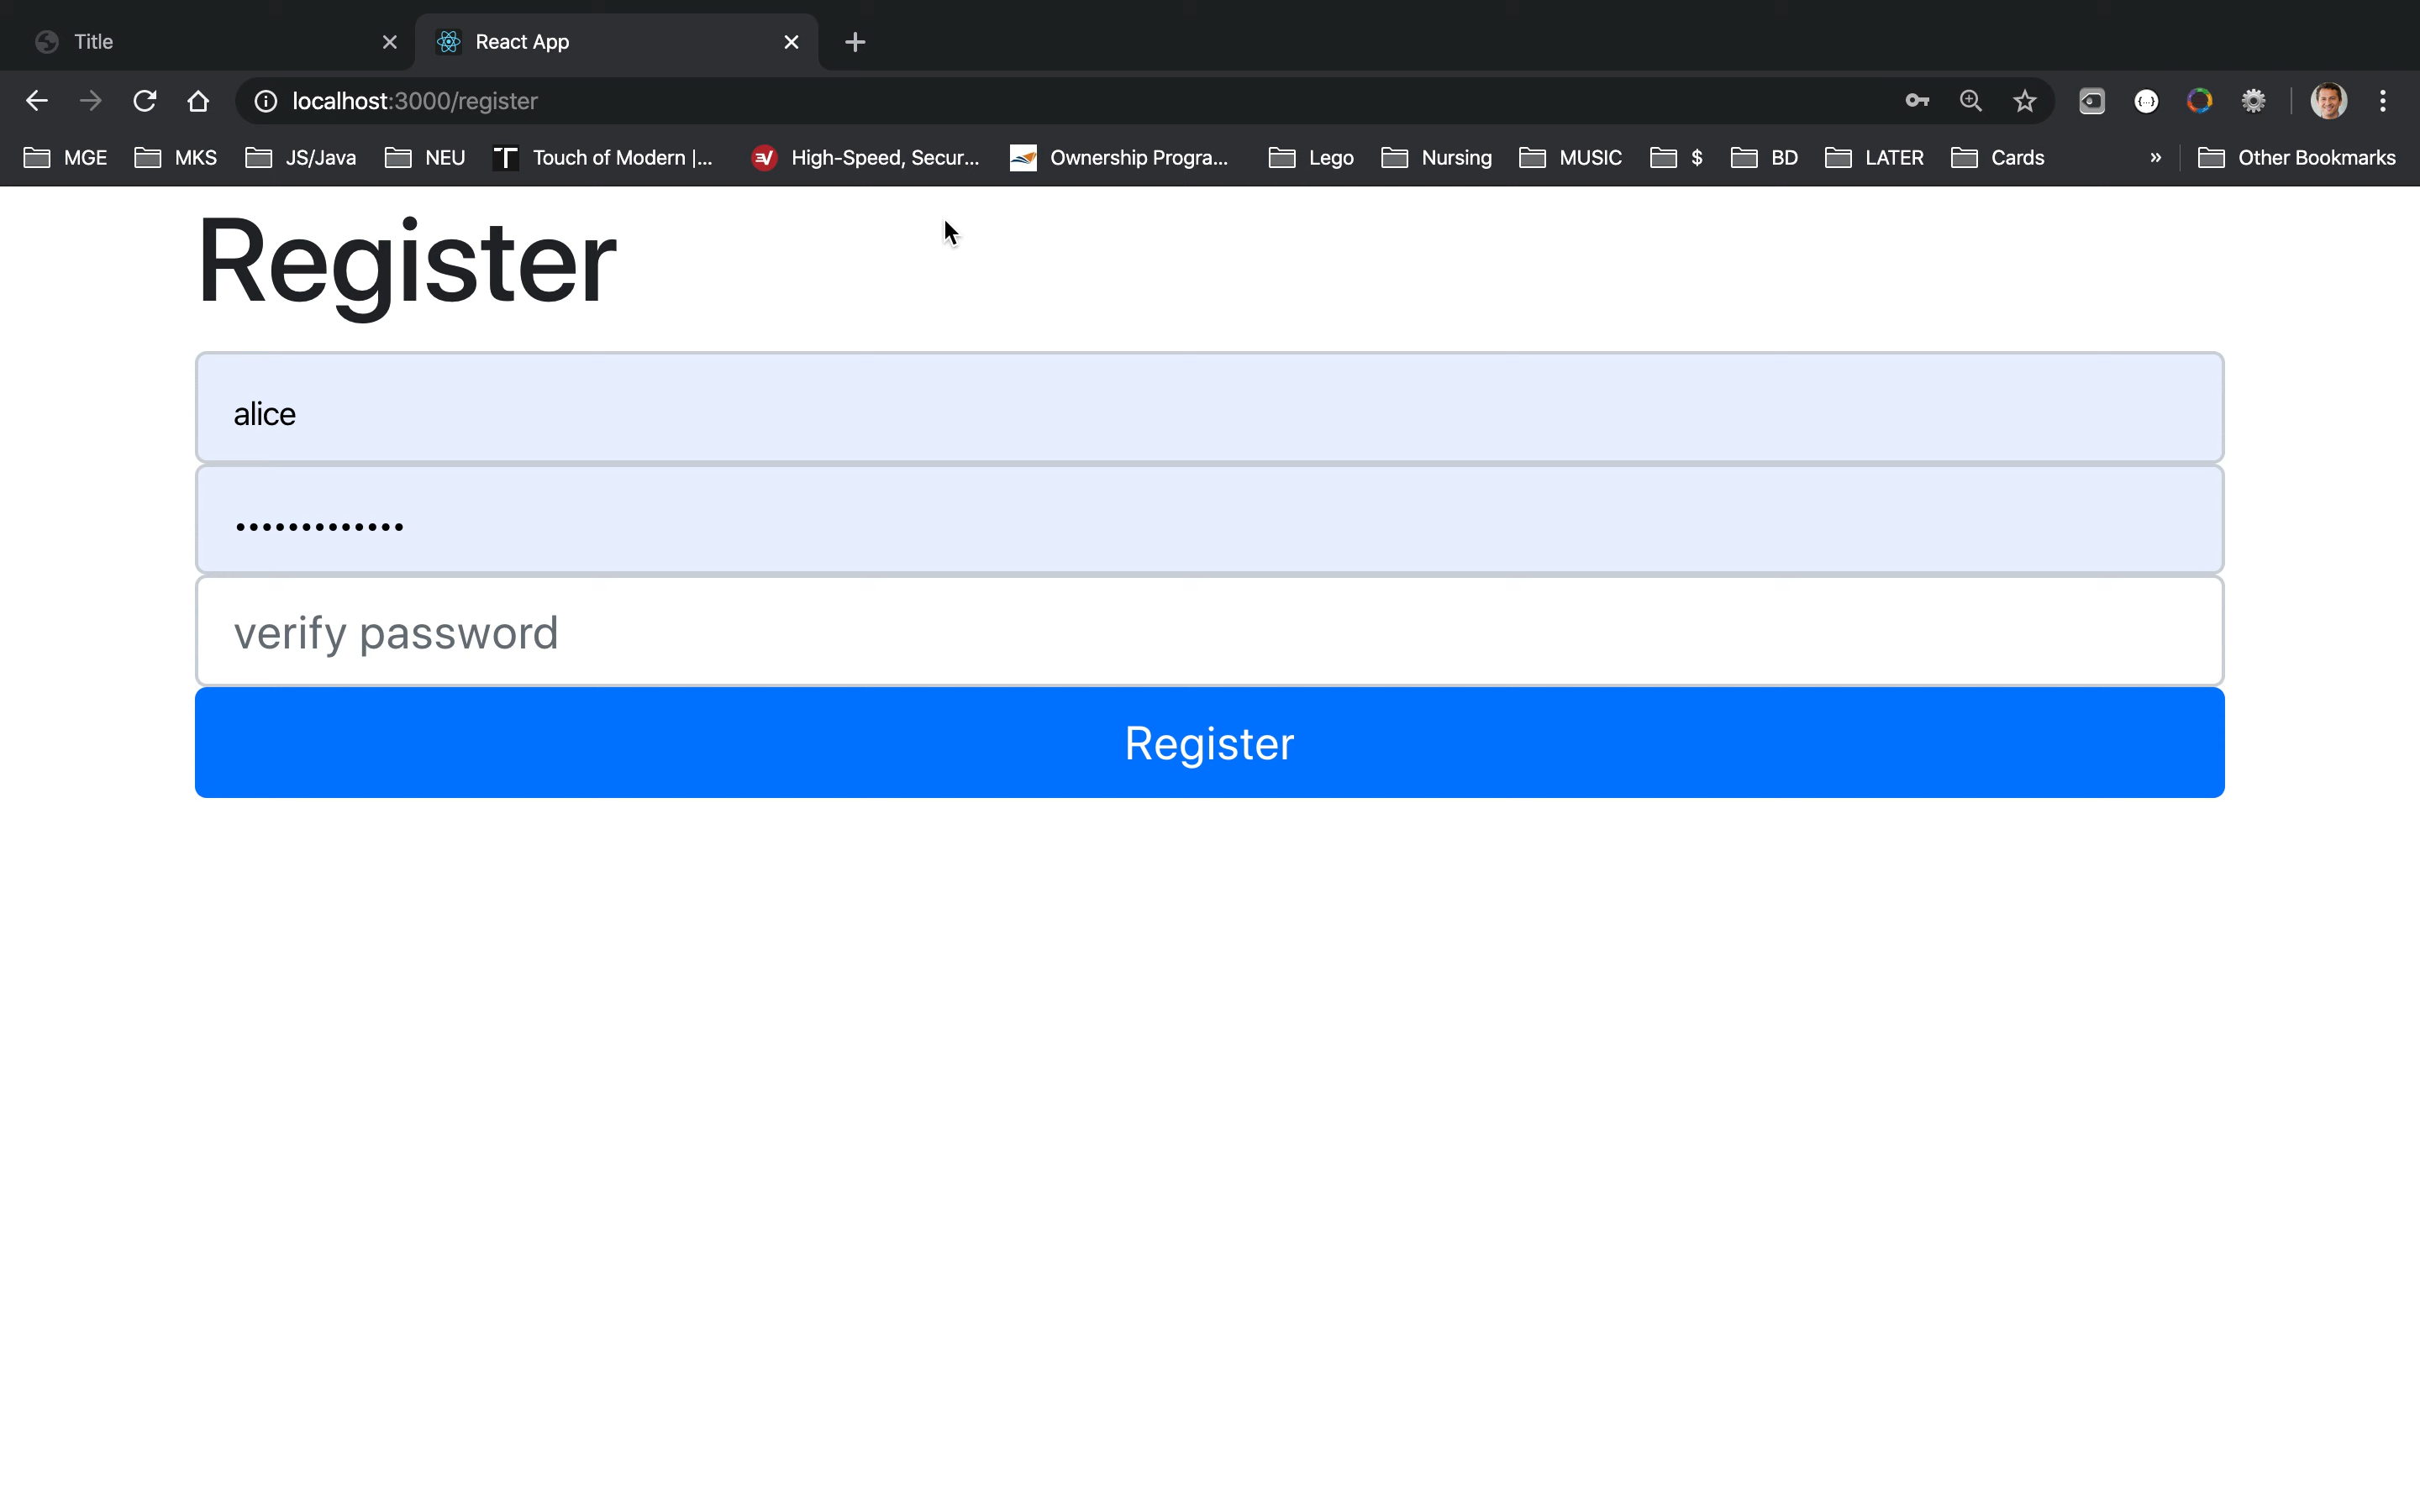 Title
React App
localhost:3000/register
MGE MKS JS/Java NEU Touch of Modern |... High-Speed, Secur... Ownership Progra... Lego Nursing MUSIC $ BD LATER Cards » Other Bookmarks
Register
alice
•••••••••••••
verify password
Register